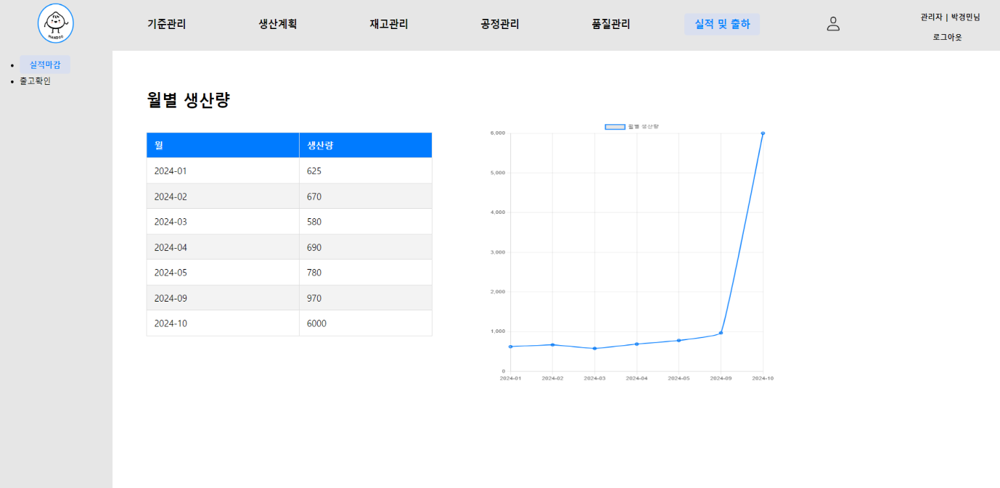 MANDOO
기준관리 생산계획 재고관리 공정관리 품질관리 실적 및 출하
관리자 | 박경민님
로그아웃
실적마감
출고확인
월별 생산량
월 생산량
2024-01 625
2024-02 670
2024-03 580
2024-04 690
2024-05 780
2024-09 970
2024-10 6000
월별 생산량
6,000
5,000
4,000
3,000
2,000
1,000
0
2024-01 2024-02 2024-03 2024-04 2024-05 2024-09 2024-10